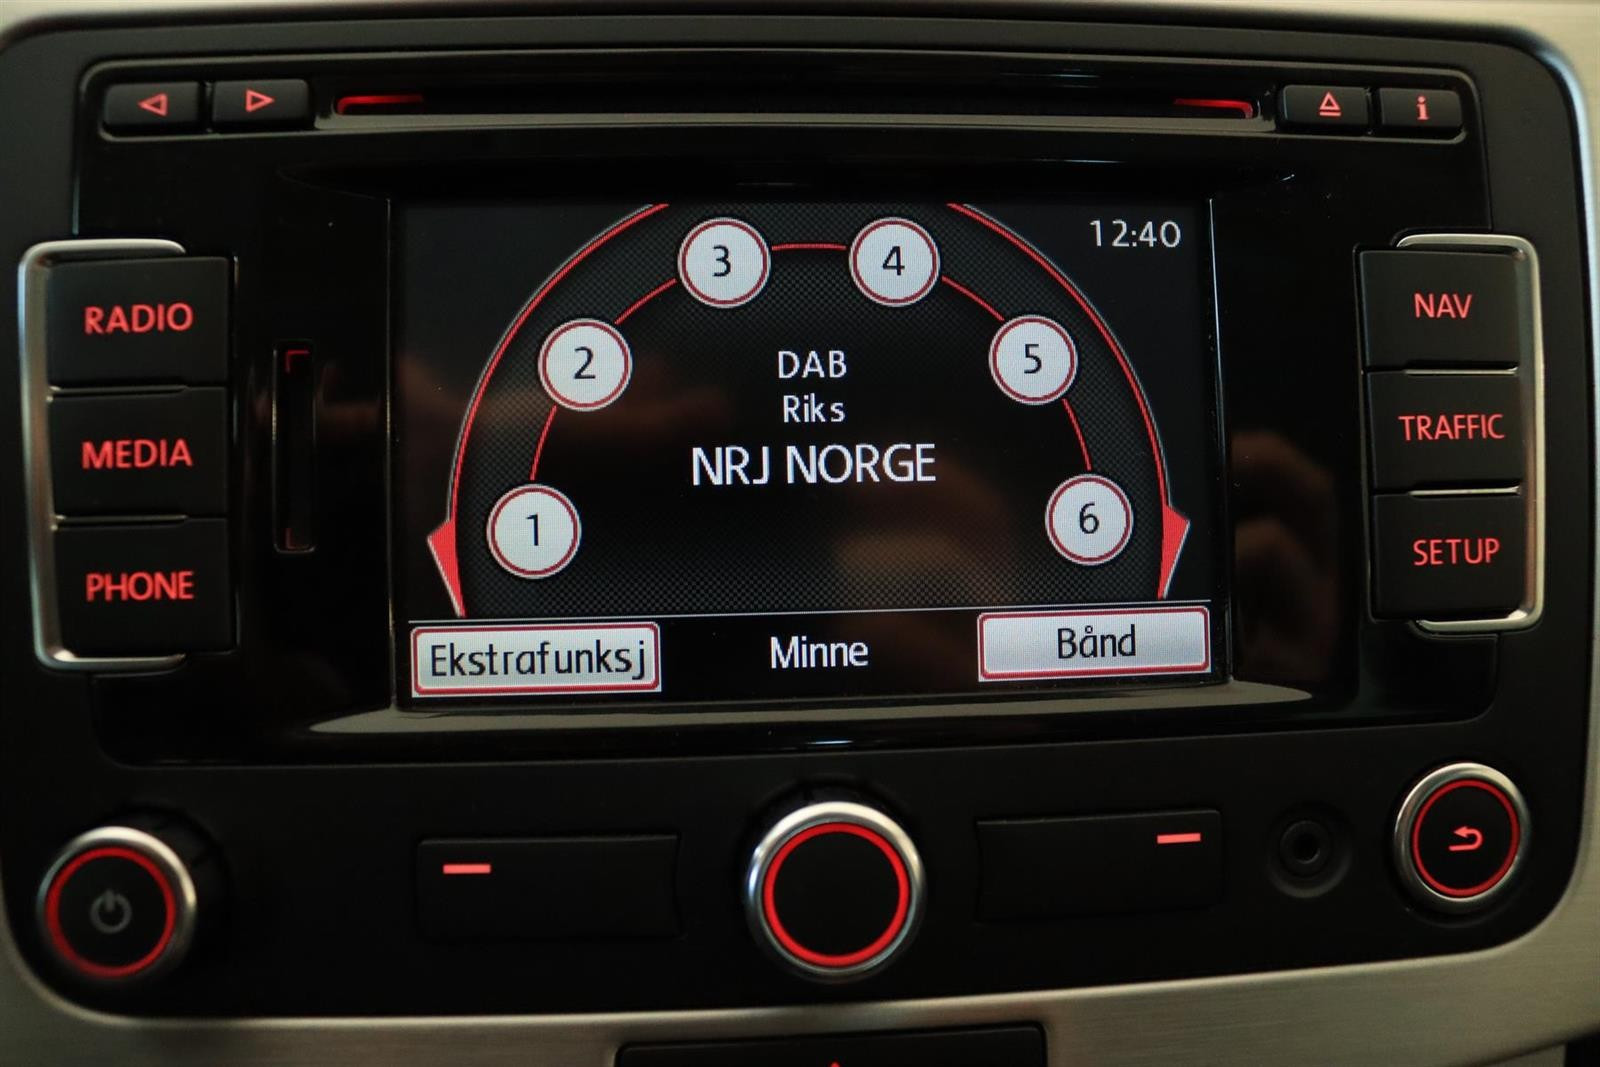 i
12:40
3
4
2
5
1
6
DAB
Riks
NRJ NORGE
Ekstrafunksj
Minne
Bånd
RADIO
MEDIA
PHONE
NAV
TRAFFIC
SETUP